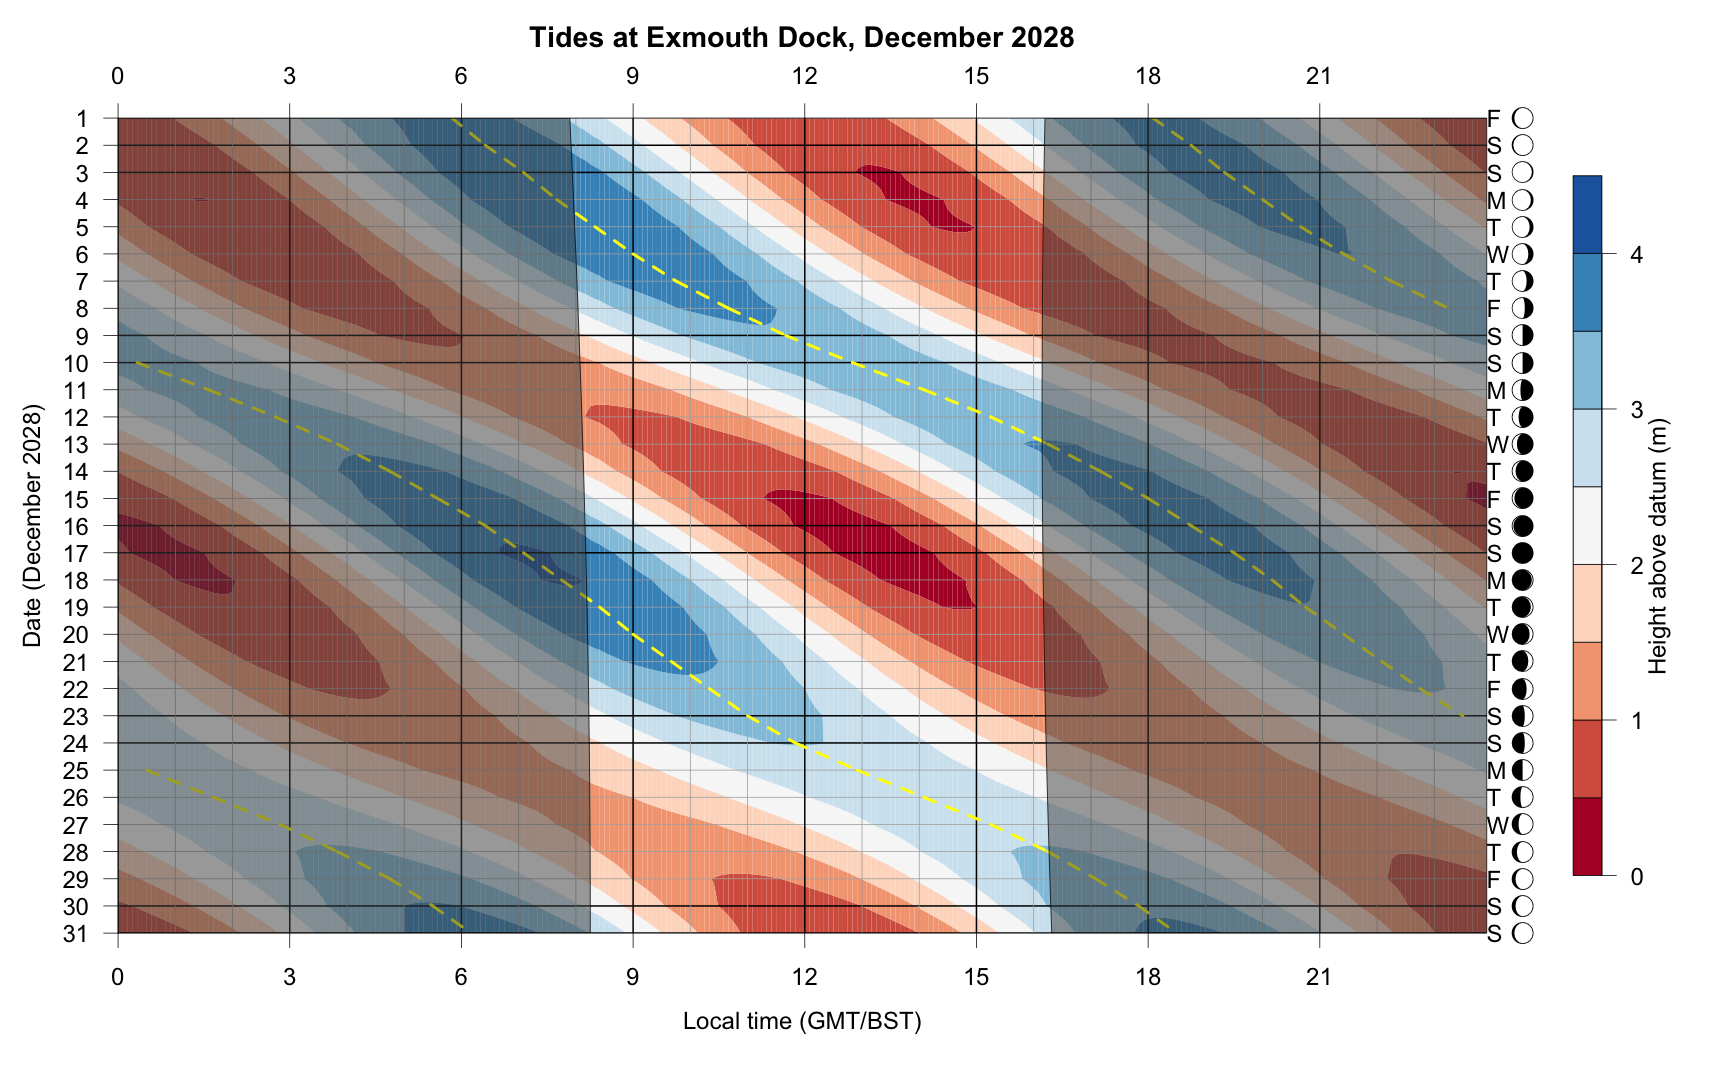 Tides at Exmouth Dock, December 2028
0 3 6 9 12 15 18 21
1 F
2 S
3 S
4 M
5 T
6 W
7 T
8 F
9 S
10 S
11 M
12 T
13 W
14 T
15 F
16 S
17 S
18 M
19 T
20 W
21 T
22 F
23 S
24 S
25 M
26 T
27 W
28 T
29 F
30 S
31 S
0 3 6 9 12 15 18 21
Local time (GMT/BST)
Date (December 2028)
4
3
2
1
0
Height above datum (m)